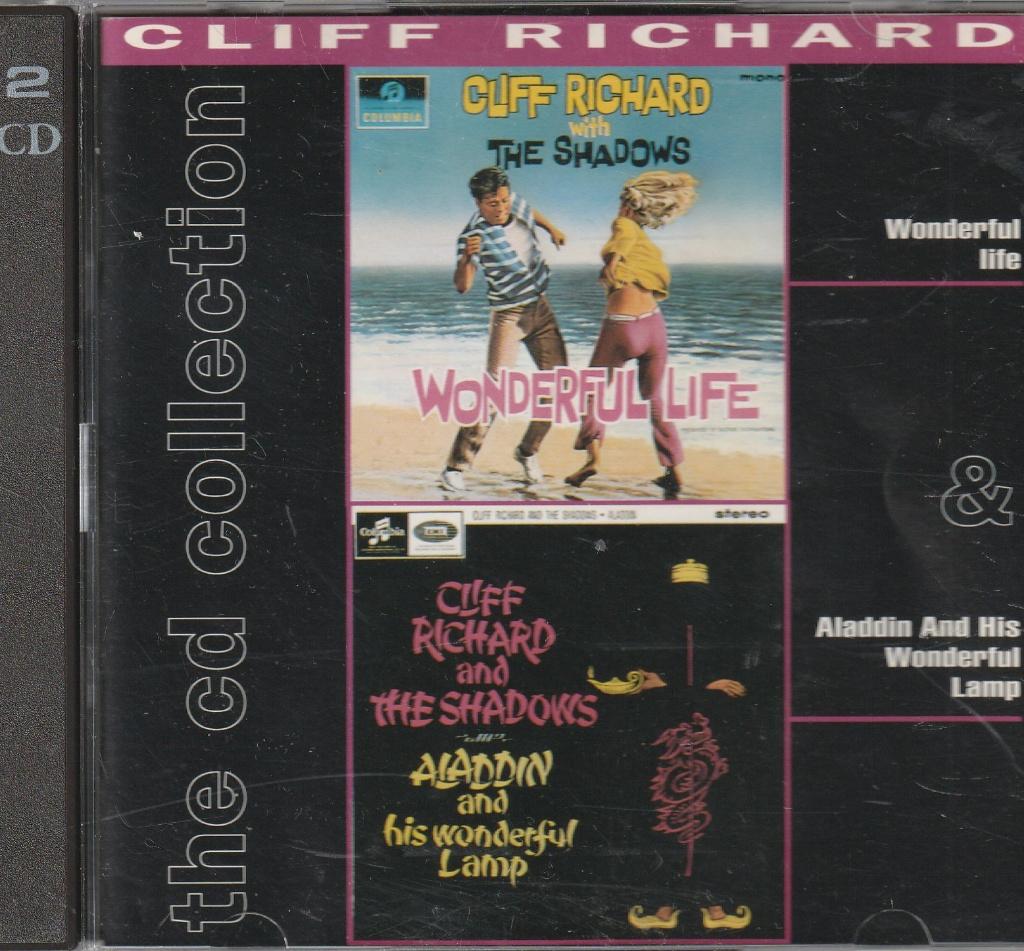 CLIFF RICHARD
2
CD
the cd collection
COLUMBIA
mono
CLIFF RICHARD
with
THE SHADOWS
WONDERFUL LIFE
Wonderful
life
&
Aladdin And His
Wonderful
Lamp
Columbia
EMI
CLIFF RICHARD AND THE SHADOWS • ALADDIN
stereo
CLIFF
RICHARD
and
THE SHADOWS
ALADDIN
and
his wonderful
Lamp